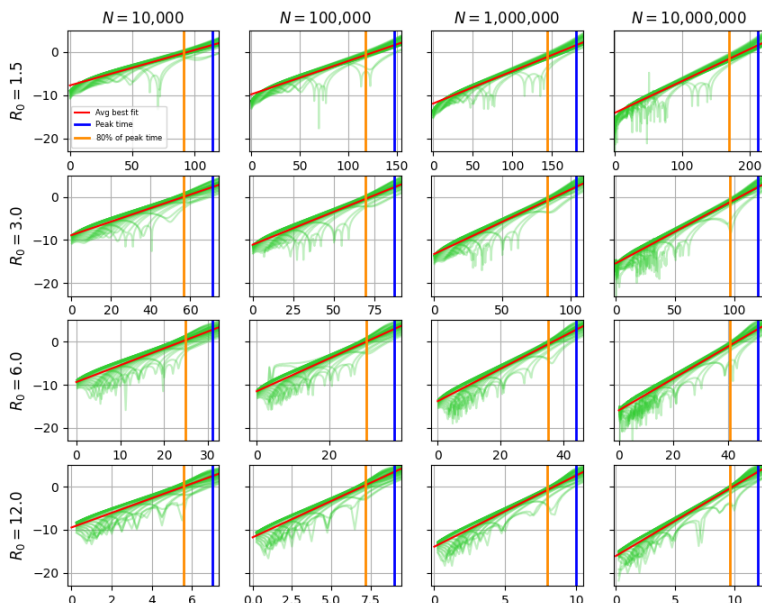 N = 10,000 N = 100,000 N = 1,000,000 N = 10,000,000
R₀ = 1.5
0
−10
−20
Avg best fit
Peak time
80% of peak time
0 50 100 0 50 100 150 0 50 100 150 0 100 200
R₀ = 3.0
0
−10
−20
0 20 40 60 0 25 50 75 0 50 100 0 50 100
R₀ = 6.0
0
−10
−20
0 10 20 30 0 20 0 20 40 0 20 40
R₀ = 12.0
0
−10
−20
0 2 4 6 0.0 2.5 5.0 7.5 0 5 10 0 5 10